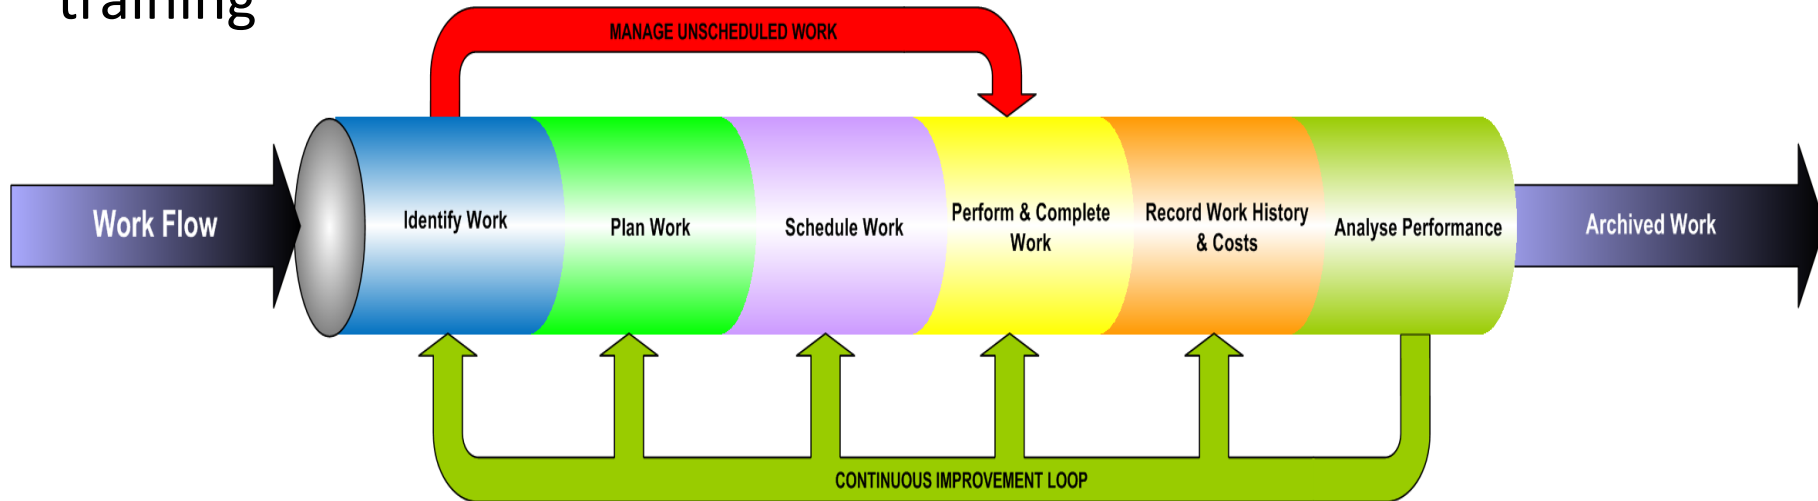 training
MANAGE UNSCHEDULED WORK
Work Flow
Identify Work
Plan Work
Schedule Work
Perform & Complete
Work
Record Work History
& Costs
Analyse Performance
Archived Work
CONTINUOUS IMPROVEMENT LOOP